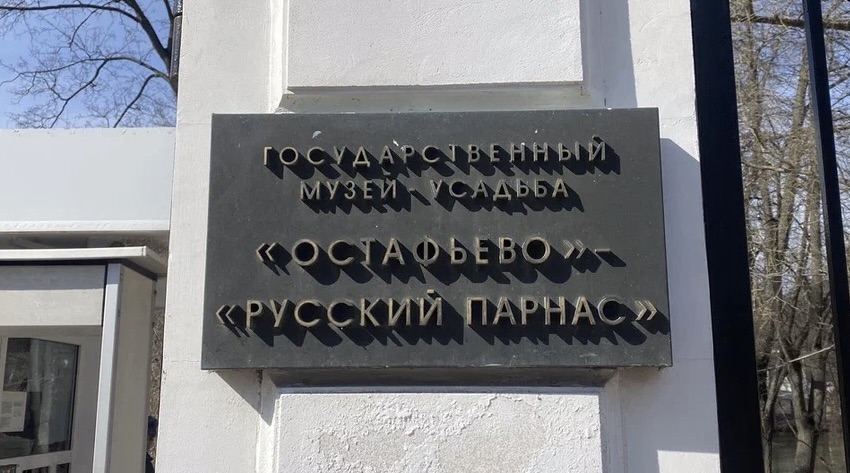 ГОСУДАРСТВЕННЫЙ
МУЗЕЙ - УСАДЬБА
«ОСТАФЬЕВО» –
«РУССКИЙ ПАРНАС»